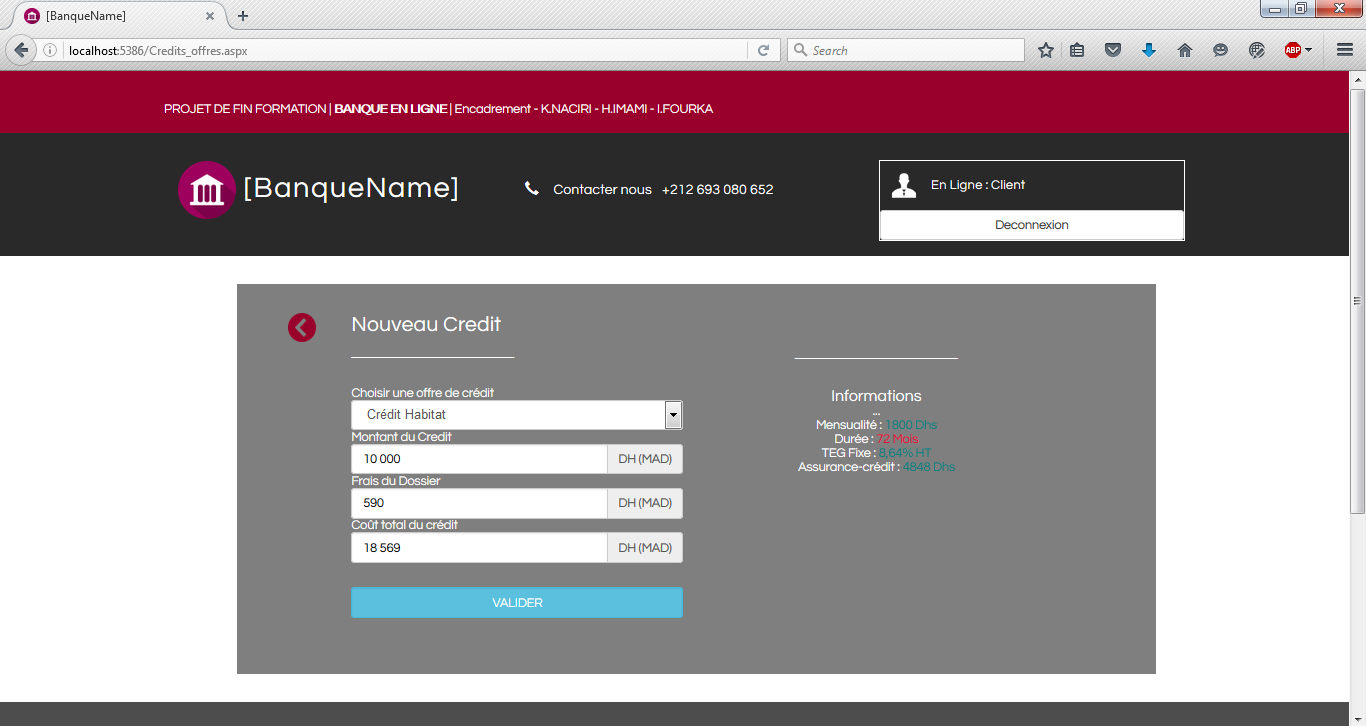 [BanqueName]
localhost:5386/Credits_offres.aspx
Search
ABP
PROJET DE FIN FORMATION | BANQUE EN LIGNE | Encadrement - K.NACIRI - H.IMAMI - I.FOURKA
[BanqueName]
Contacter nous +212 693 080 652
En Ligne : Client
Deconnexion
Nouveau Credit
Choisir une offre de crédit
Crédit Habitat
Montant du Credit
10 000 DH (MAD)
Frais du Dossier
590 DH (MAD)
Coût total du crédit
18 569 DH (MAD)
VALIDER
Informations
...
Mensualité : 1800 Dhs
Durée : 72 Mois
TEG Fixe : 8,64% HT
Assurance-crédit : 4848 Dhs